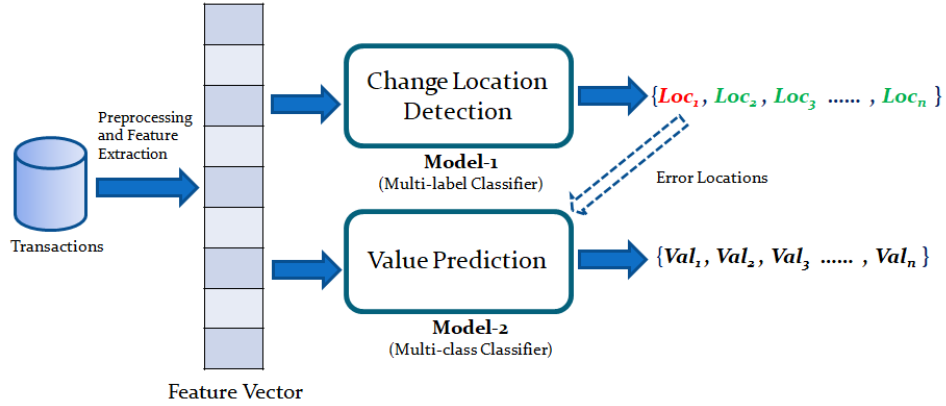 Preprocessing
and Feature
Extraction
Transactions
Feature Vector
Change Location
Detection
Model-1
(Multi-label Classifier)
{Loc1 , Loc2 , Loc3 ...... , Locn }
Error Locations
Value Prediction
Model-2
(Multi-class Classifier)
{Val1 , Val2 , Val3 ...... , Valn }